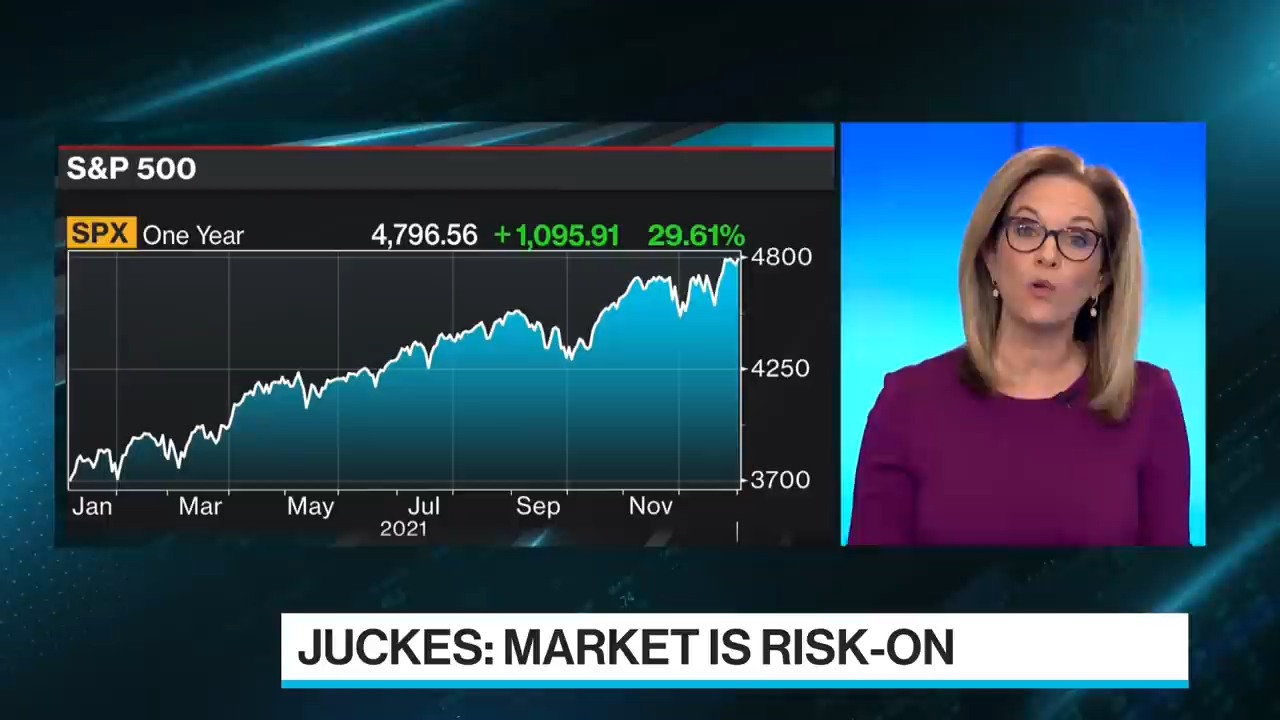 S&P 500
SPX One Year 4,796.56 +1,095.91 29.61%
4800
4250
3700
Jan Mar May Jul Sep Nov
2021
JUCKES: MARKET IS RISK-ON